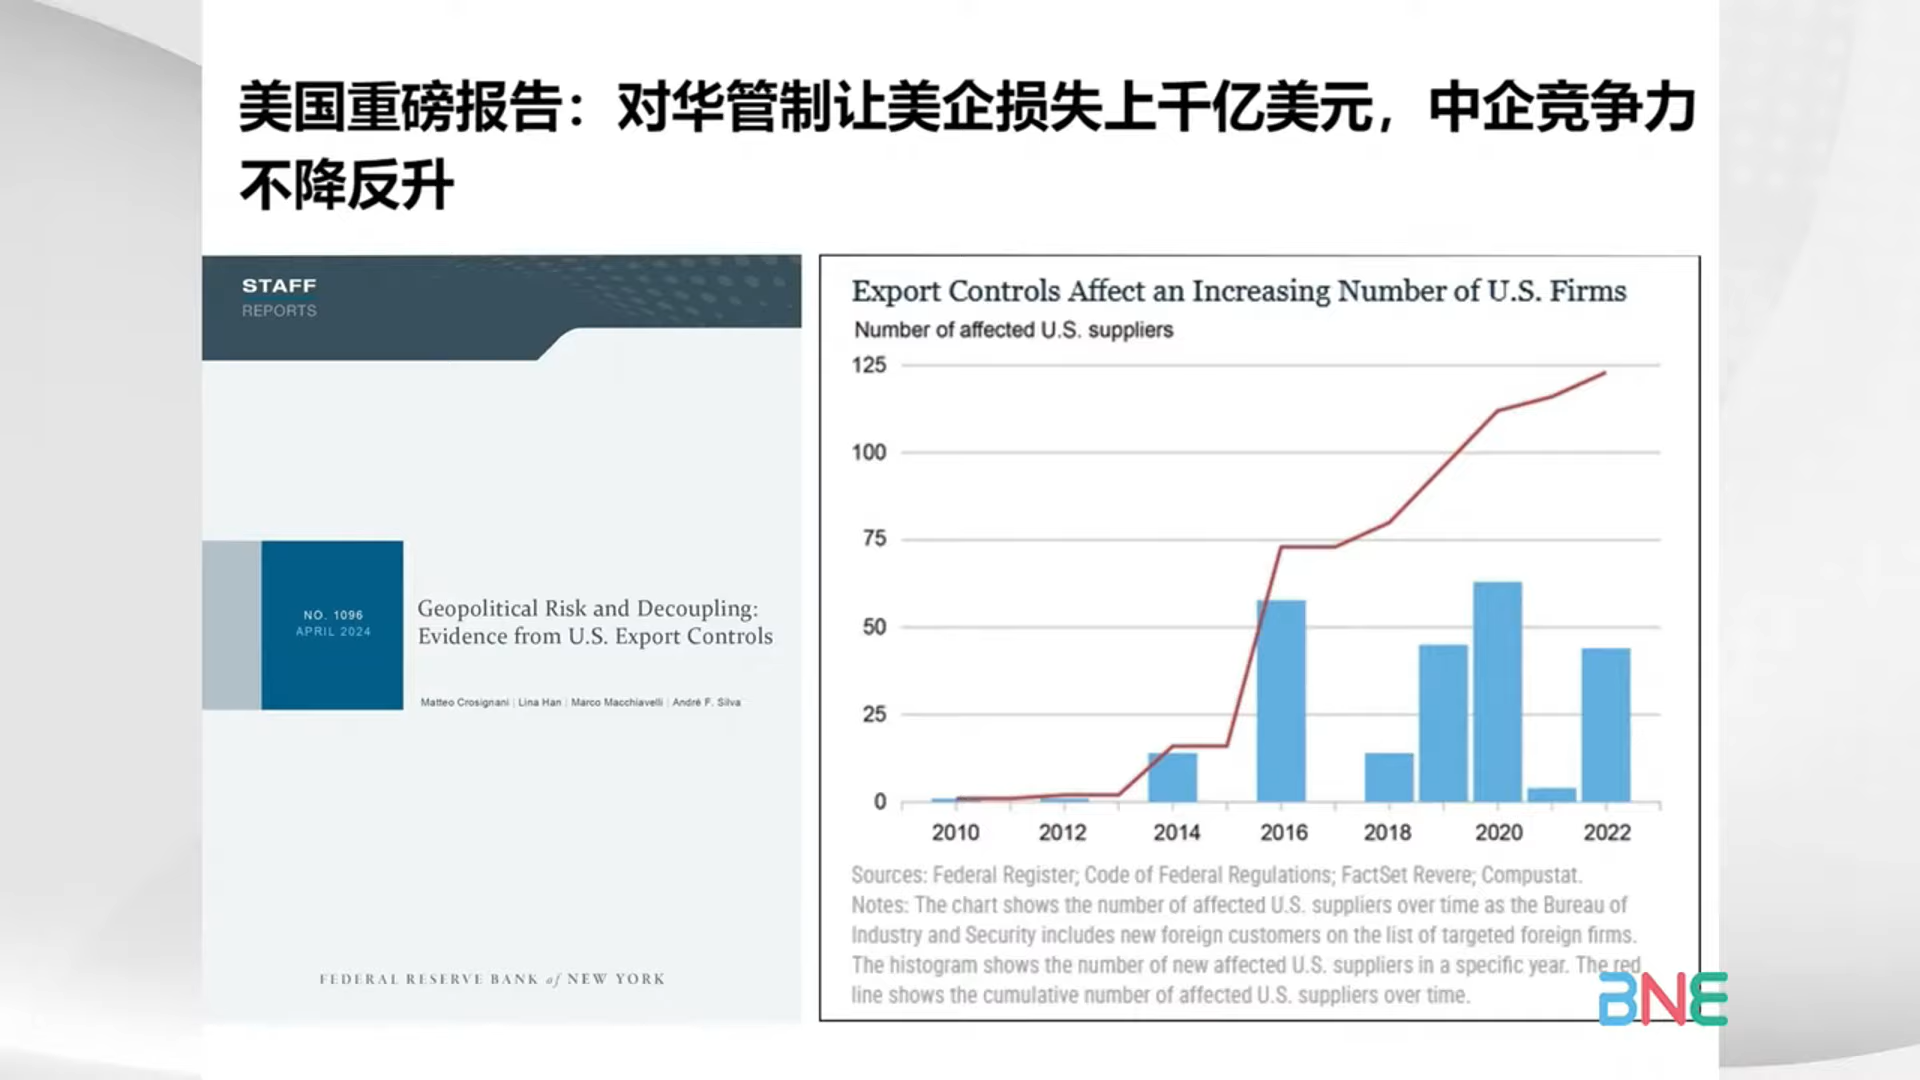 美国重磅报告：对华管制让美企损失上千亿美元，中企竞争力
不降反升
STAFF
REPORTS
NO. 1096
APRIL 2024
Geopolitical Risk and Decoupling:
Evidence from U.S. Export Controls
Matteo Crosignani | Lina Han | Marco Macchiavelli | André F. Silva
FEDERAL RESERVE BANK of NEW YORK
Export Controls Affect an Increasing Number of U.S. Firms
Number of affected U.S. suppliers
125
100
75
50
25
0
2010 2012 2014 2016 2018 2020 2022
Sources: Federal Register; Code of Federal Regulations; FactSet Revere; Compustat.
Notes: The chart shows the number of affected U.S. suppliers over time as the Bureau of
Industry and Security includes new foreign customers on the list of targeted foreign firms.
The histogram shows the number of new affected U.S. suppliers in a specific year. The red
line shows the cumulative number of affected U.S. suppliers over time.
BNE